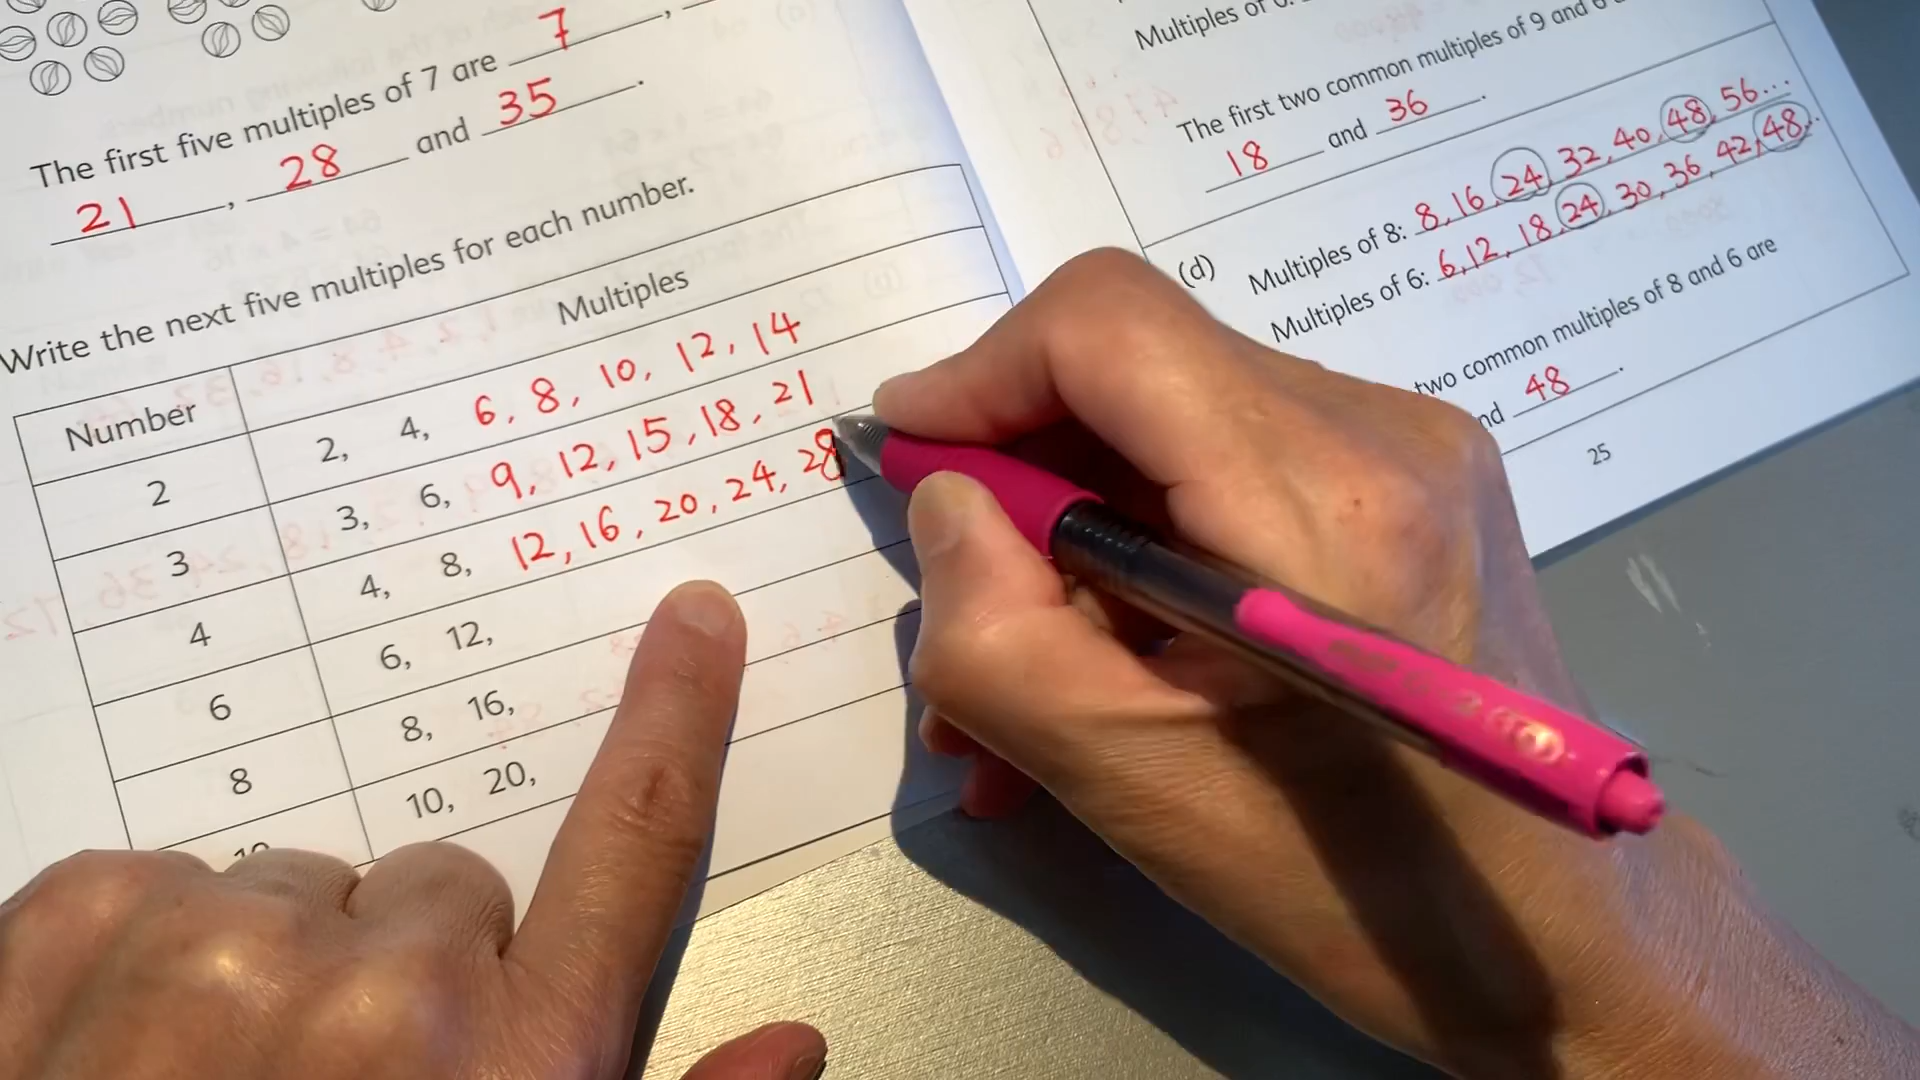 The first five multiples of 7 are 7,
21, 28 and 35.
Write the next five multiples for each number.
Number Multiples
2 2, 4, 6, 8, 10, 12, 14
3 3, 6, 9, 12, 15, 18, 21
4 4, 8, 12, 16, 20, 24, 28
6 6, 12,
8 8, 16,
10 10, 20,
Multiples of
The first two common multiples of 9 and
18 and 36.
(d) Multiples of 8: 8, 16, 24, 32, 40, 48, 56...
Multiples of 6: 6, 12, 18, 24, 30, 36, 42, 48..
two common multiples of 8 and 6 are
48.
25